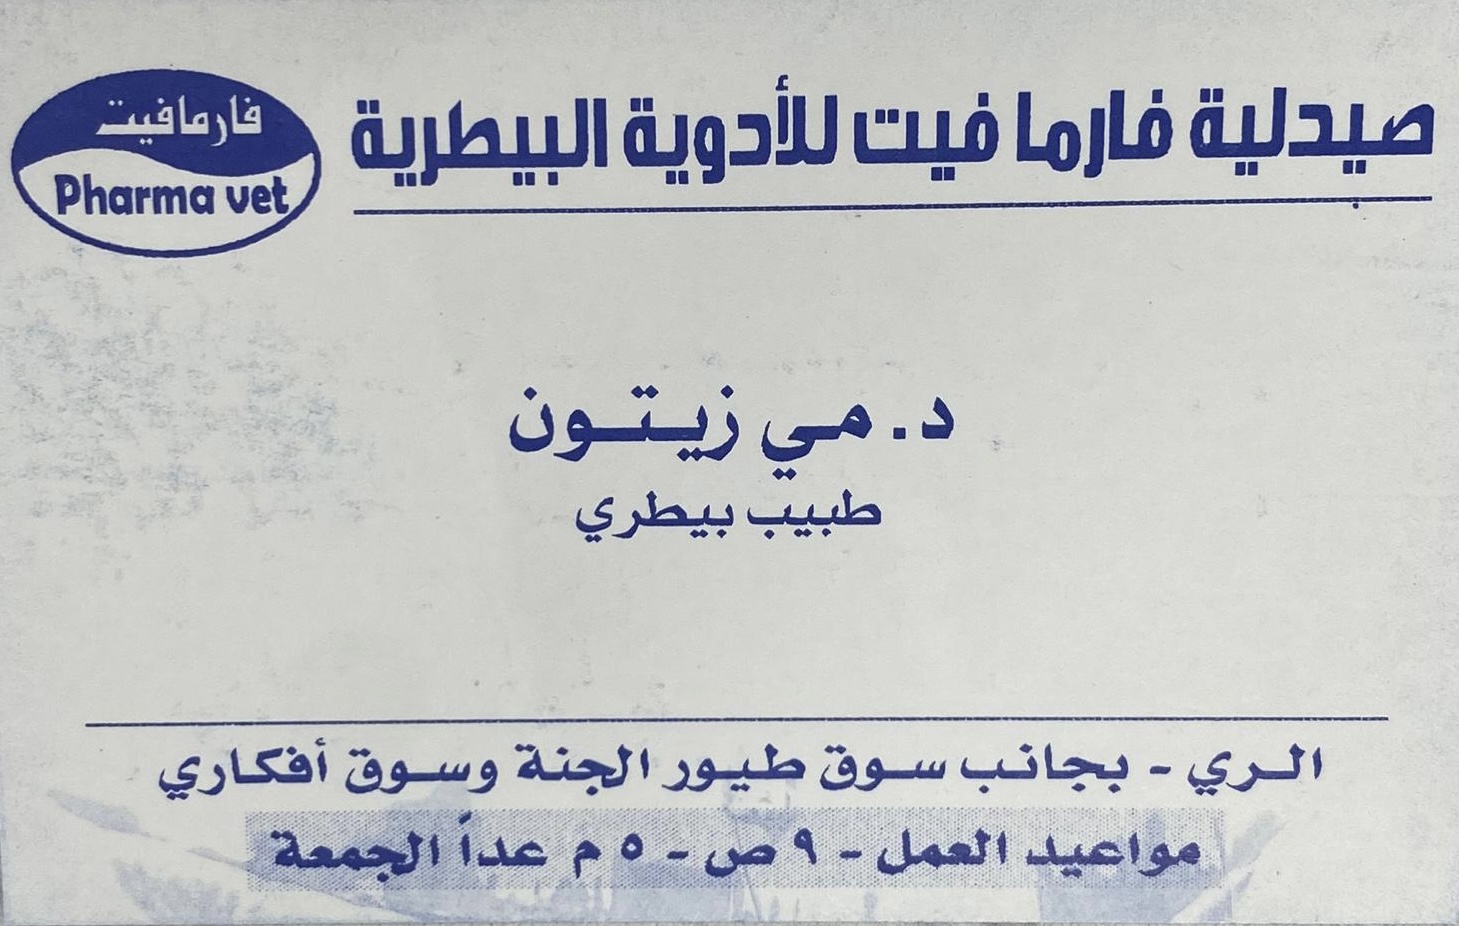 صيدلية فارما فيت للأدوية البيطرية
فارمافيت
Pharma vet
د. مي زيتون
طبيب بيطري
الري - بجانب سوق طيور الجنة وسوق أفكاري
مواعيد العمل - ٩ ص - ٥ م عداً الجمعة